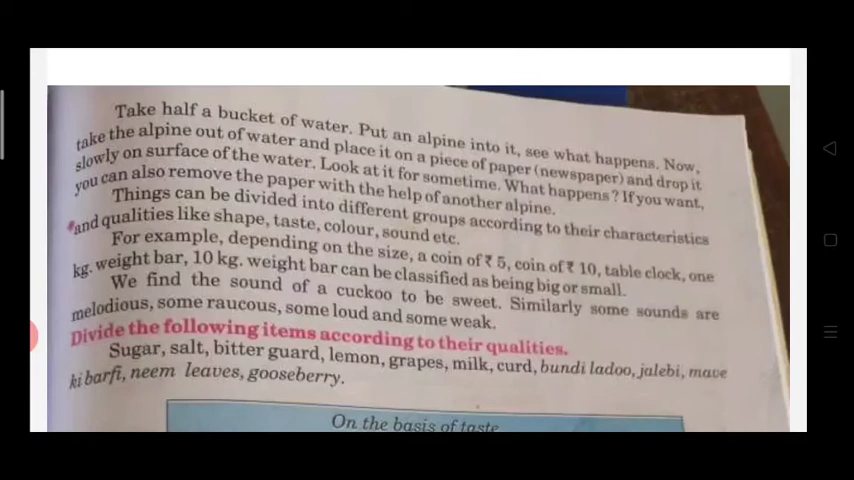 Take half a bucket of water. Put an alpine into it, see what happens. Now,
take the alpine out of water and place it on a piece of paper (newspaper) and drop it
slowly on surface of the water. Look at it for sometime. What happens? If you want,
you can also remove the paper with the help of another alpine.
Things can be divided into different groups according to their characteristics
and qualities like shape, taste, colour, sound etc.
For example, depending on the size, a coin of ₹ 5, coin of ₹ 10, table clock, one
kg. weight bar, 10 kg. weight bar can be classified as being big or small.
We find the sound of a cuckoo to be sweet. Similarly some sounds are
melodious, some raucous, some loud and some weak.
Divide the following items according to their qualities.
Sugar, salt, bitter guard, lemon, grapes, milk, curd, bundi ladoo, jalebi, mave
ki barfi, neem leaves, gooseberry.
On the basis of taste